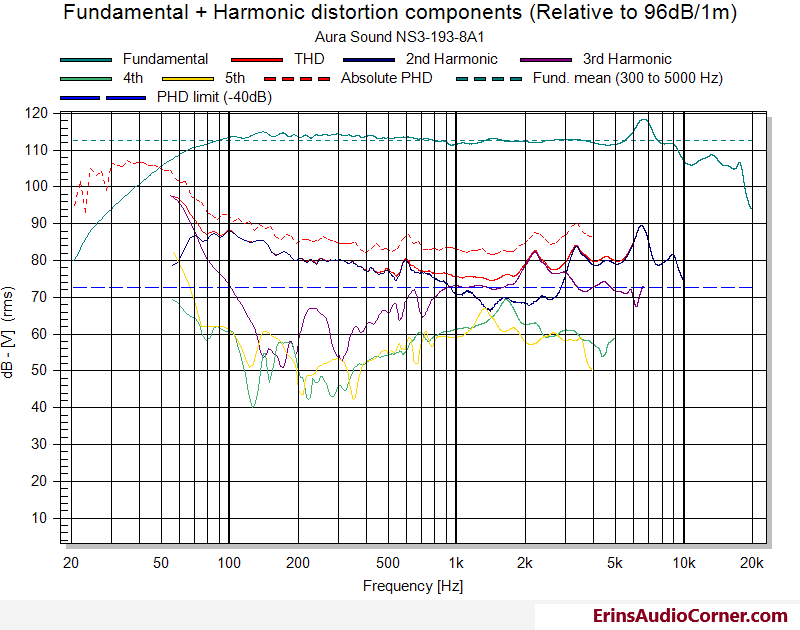 Fundamental + Harmonic distortion components (Relative to 96dB/1m)
Aura Sound NS3-193-8A1
Fundamental THD 2nd Harmonic 3rd Harmonic
4th 5th Absolute PHD Fund. mean (300 to 5000 Hz)
PHD limit (-40dB)
120
110
100
90
80
70
60
50
40
30
20
10
dB - [V] (rms)
20 50 100 200 500 1k 2k 5k 10k 20k
Frequency [Hz]
ErinsAudioCorner.com